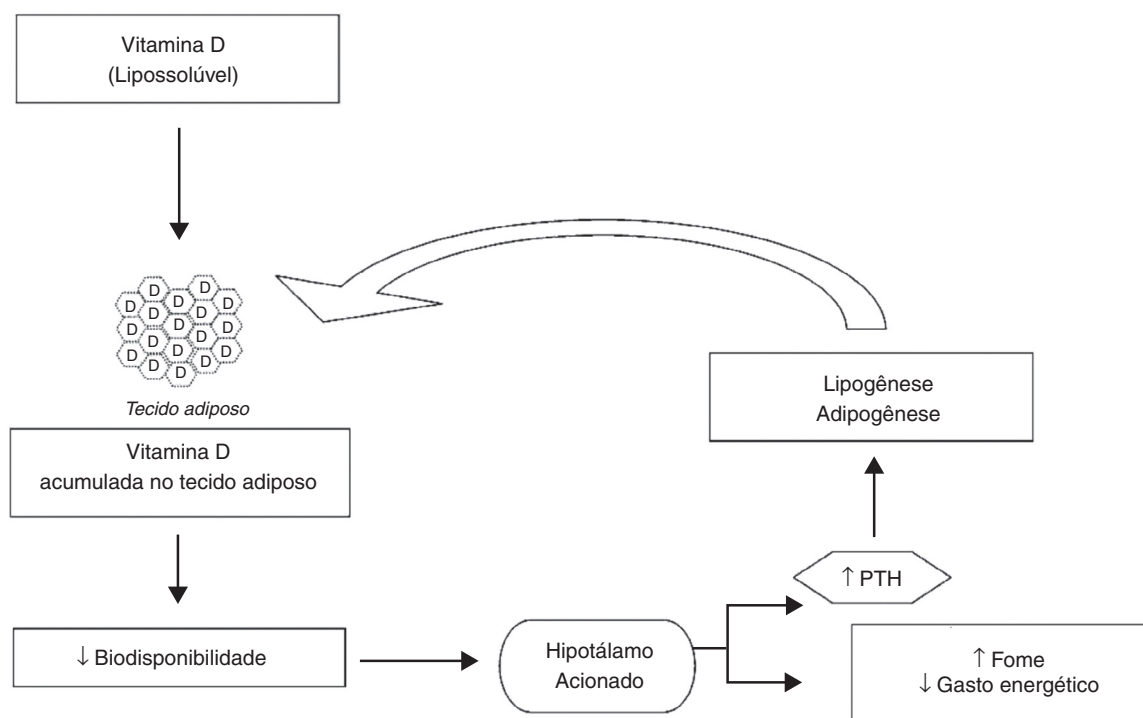 Vitamina D
(Lipossolúvel)
D D D D D D D D D D D D D D D D D D
Tecido adiposo
Vitamina D
acumulada no tecido adiposo
↓ Biodisponibilidade
Hipotálamo
Acionado
↑ PTH
Lipogênese
Adipogênese
↑ Fome
↓ Gasto energético